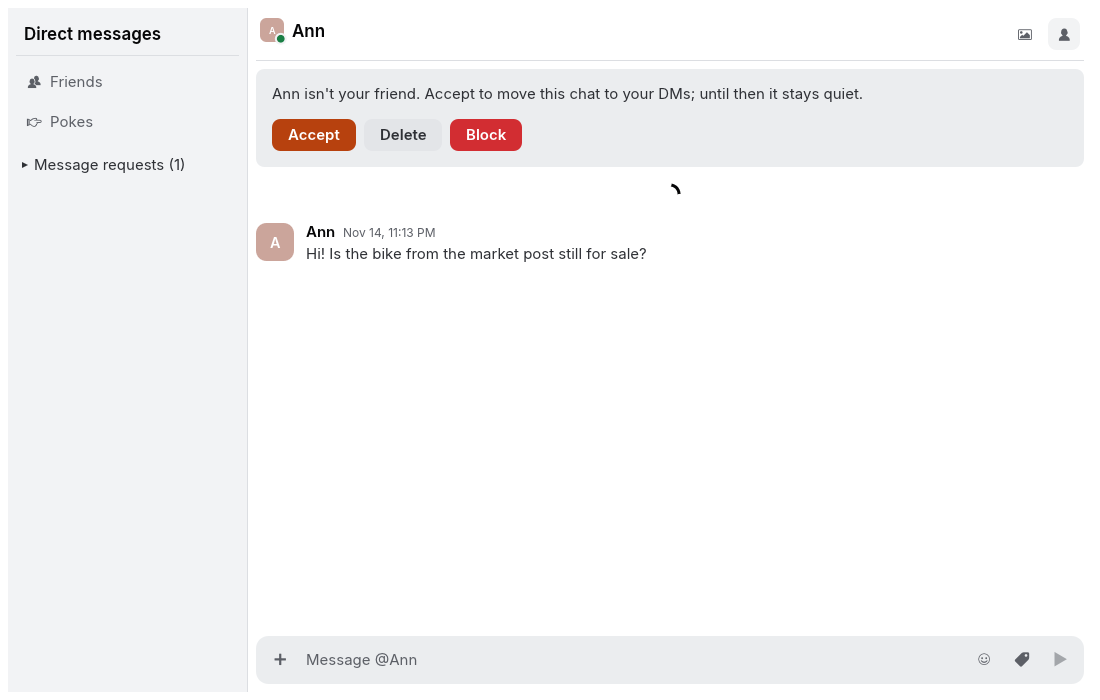 Direct messages
Friends
Pokes
Message requests (1)
A Ann
Ann isn't your friend. Accept to move this chat to your DMs; until then it stays quiet.
Accept Delete Block
A
Ann Nov 14, 11:13 PM
Hi! Is the bike from the market post still for sale?
Message @Ann